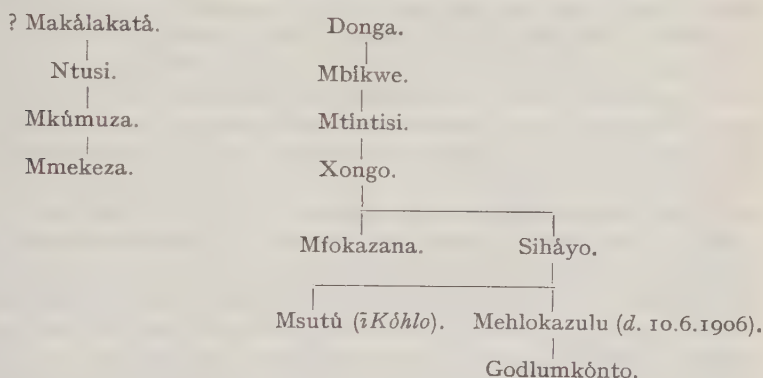 ? Makálakatá. Donga.
Ntusi. Mbíkwe.
Mkúmuza. Mtíntisi.
Mmekeza. Xongo.
Mfokazana. Siháyo.
Msutú (īKóhlo). Mehlokazulu (d. 10.6.1906).
Godlumkónto.